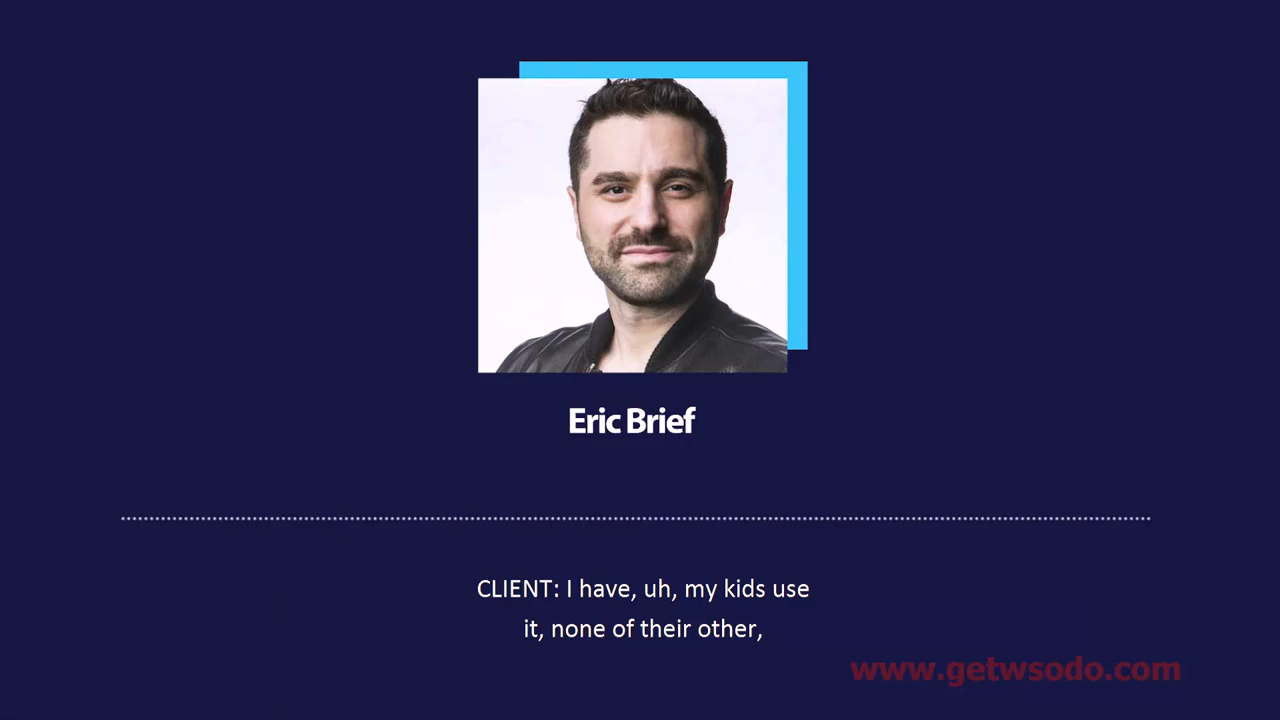 Eric Brief
CLIENT: I have, uh, my kids use
it, none of their other,
www.getwsodo.com